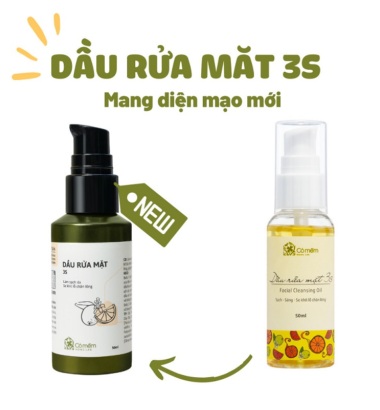 DẦU RỬA MẶT 3S
Mang diện mạo mới
NEW
DẦU RỬA MẶT
3S
Cỏ mềm
Cỏ mềm
Dầu rửa mặt 3s
Facial Cleansing Oil
50ml